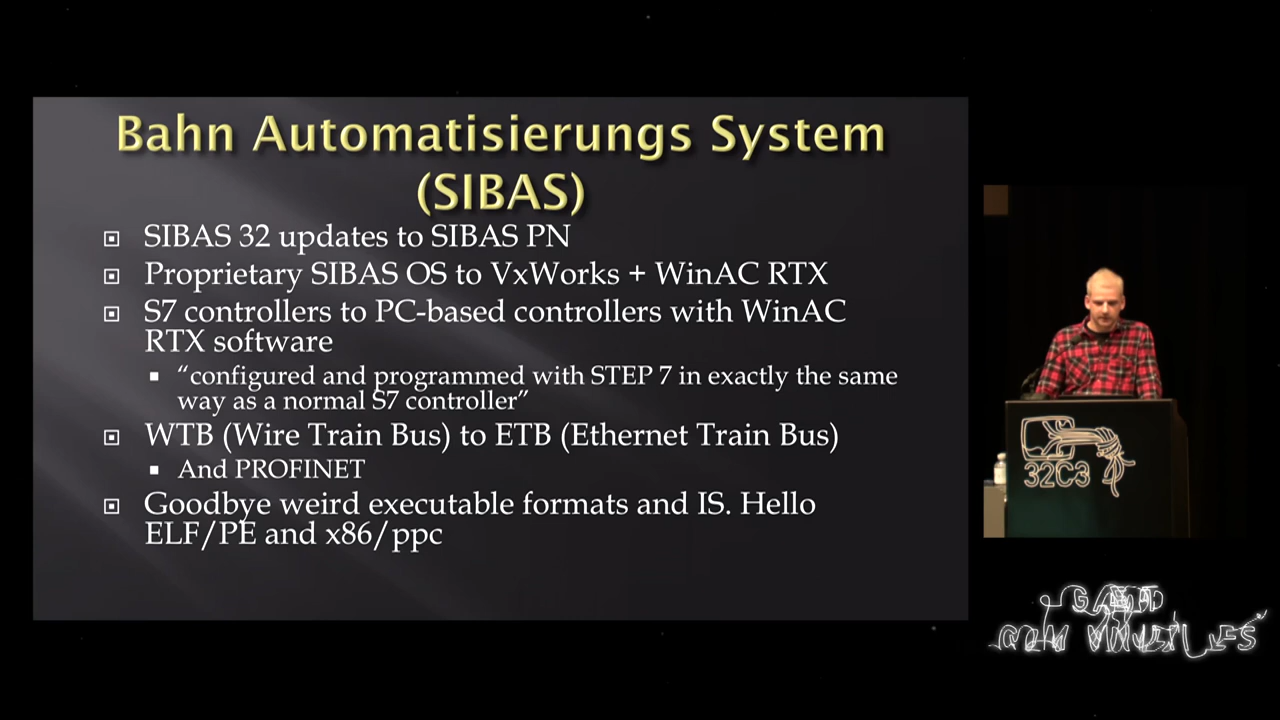 Bahn Automatisierungs System
(SIBAS)
SIBAS 32 updates to SIBAS PN
Proprietary SIBAS OS to VxWorks + WinAC RTX
S7 controllers to PC-based controllers with WinAC
RTX software
“configured and programmed with STEP 7 in exactly the same
way as a normal S7 controller”
WTB (Wire Train Bus) to ETB (Ethernet Train Bus)
And PROFINET
Goodbye weird executable formats and IS. Hello
ELF/PE and x86/ppc
32C3